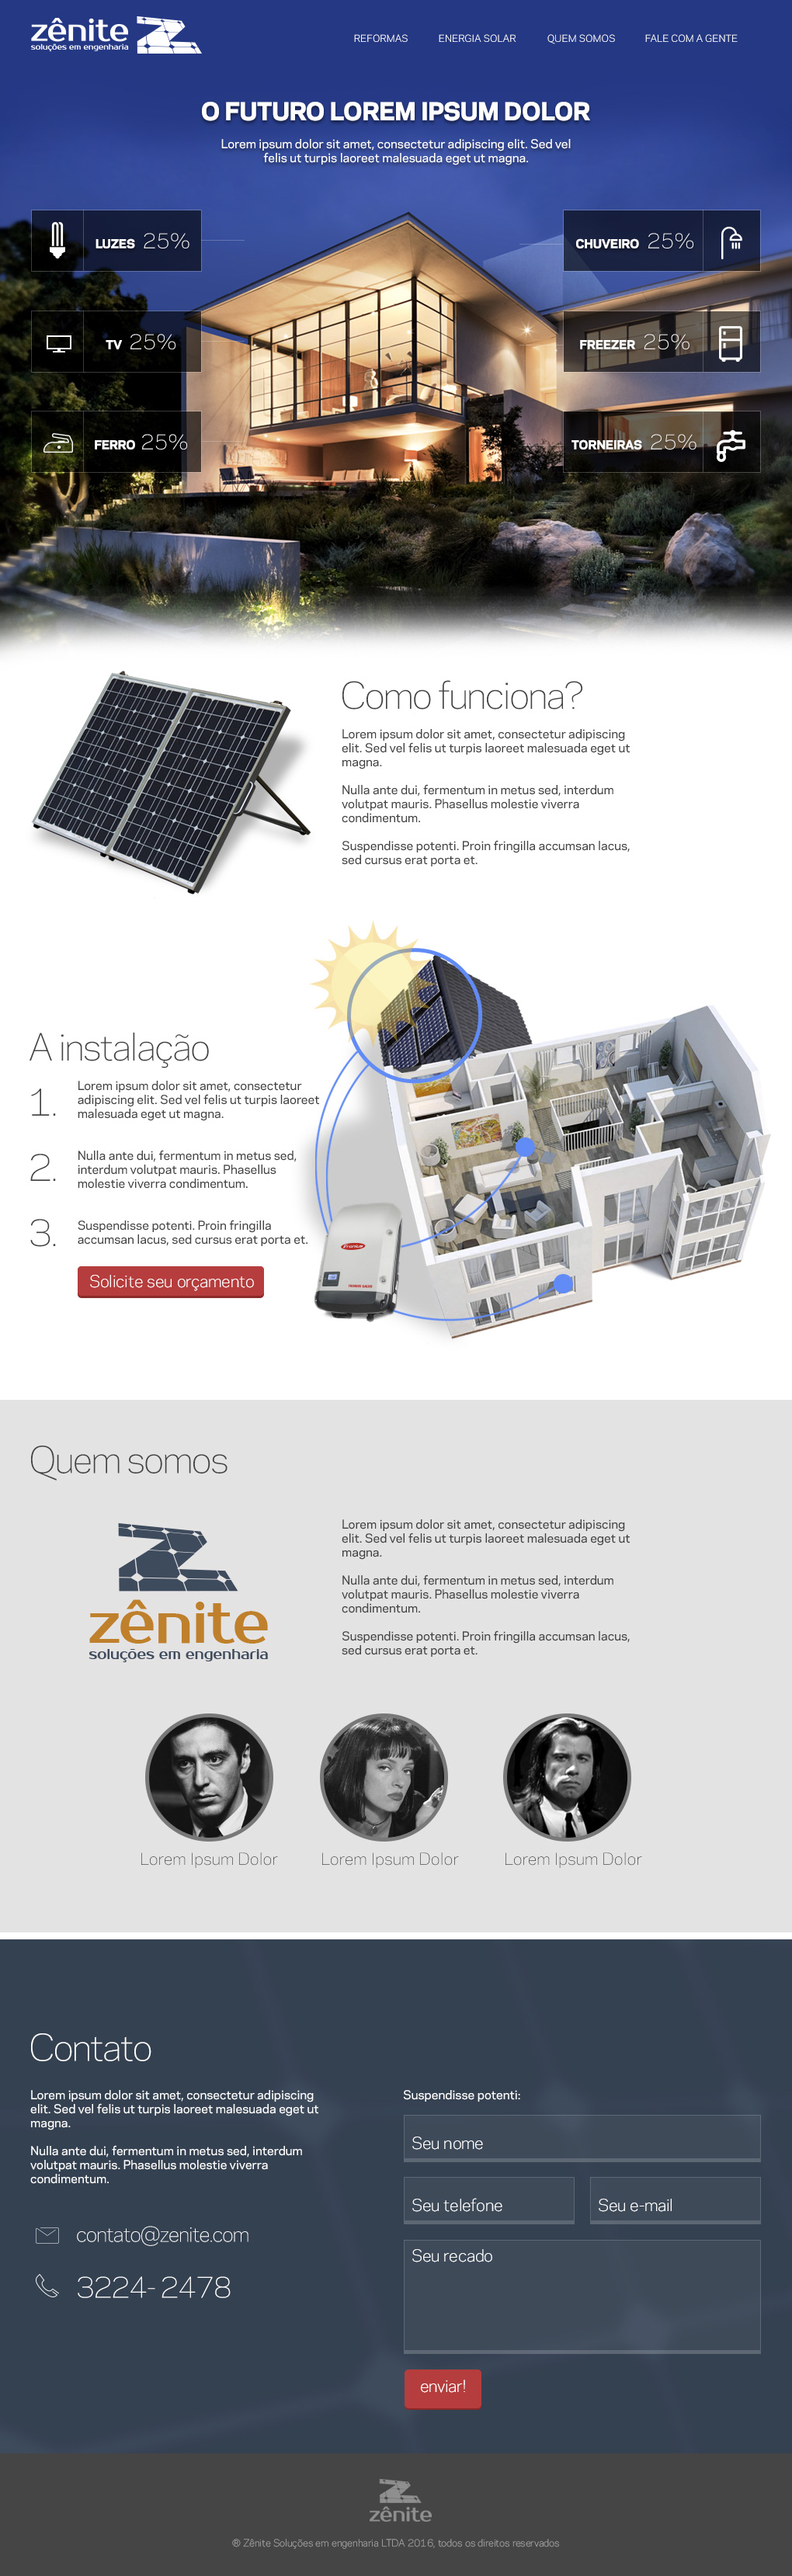 zênite
soluções em engenharia
REFORMAS ENERGIA SOLAR QUEM SOMOS FALE COM A GENTE
O FUTURO LOREM IPSUM DOLOR
Lorem ipsum dolor sit amet, consectetur adipiscing elit. Sed vel
felis ut turpis laoreet malesuada eget ut magna.
LUZES 25%
CHUVEIRO 25%
TV 25%
FREEZER 25%
FERRO 25%
TORNEIRAS 25%
Como funciona?
Lorem ipsum dolor sit amet, consectetur adipiscing
elit. Sed vel felis ut turpis laoreet malesuada eget ut
magna.
Nulla ante dui, fermentum in metus sed, interdum
volutpat mauris. Phasellus molestie viverra
condimentum.
Suspendisse potenti. Proin fringilla accumsan lacus,
sed cursus erat porta et.
A instalação
1. Lorem ipsum dolor sit amet, consectetur
adipiscing elit. Sed vel felis ut turpis laoreet
malesuada eget ut magna.
2. Nulla ante dui, fermentum in metus sed,
interdum volutpat mauris. Phasellus
molestie viverra condimentum.
3. Suspendisse potenti. Proin fringilla
accumsan lacus, sed cursus erat porta et.
Solicite seu orçamento
Fronius
Quem somos
zênite
soluções em engenharia
Lorem ipsum dolor sit amet, consectetur adipiscing
elit. Sed vel felis ut turpis laoreet malesuada eget ut
magna.
Nulla ante dui, fermentum in metus sed, interdum
volutpat mauris. Phasellus molestie viverra
condimentum.
Suspendisse potenti. Proin fringilla accumsan lacus,
sed cursus erat porta et.
Lorem Ipsum Dolor
Lorem Ipsum Dolor
Lorem Ipsum Dolor
Contato
Lorem ipsum dolor sit amet, consectetur adipiscing
elit. Sed vel felis ut turpis laoreet malesuada eget ut
magna.
Nulla ante dui, fermentum in metus sed, interdum
volutpat mauris. Phasellus molestie viverra
condimentum.
contato@zenite.com
3224- 2478
Suspendisse potenti:
Seu nome
Seu telefone
Seu e-mail
Seu recado
enviar!
zênite
® Zênite Soluções em engenharia LTDA 2016, todos os direitos reservados